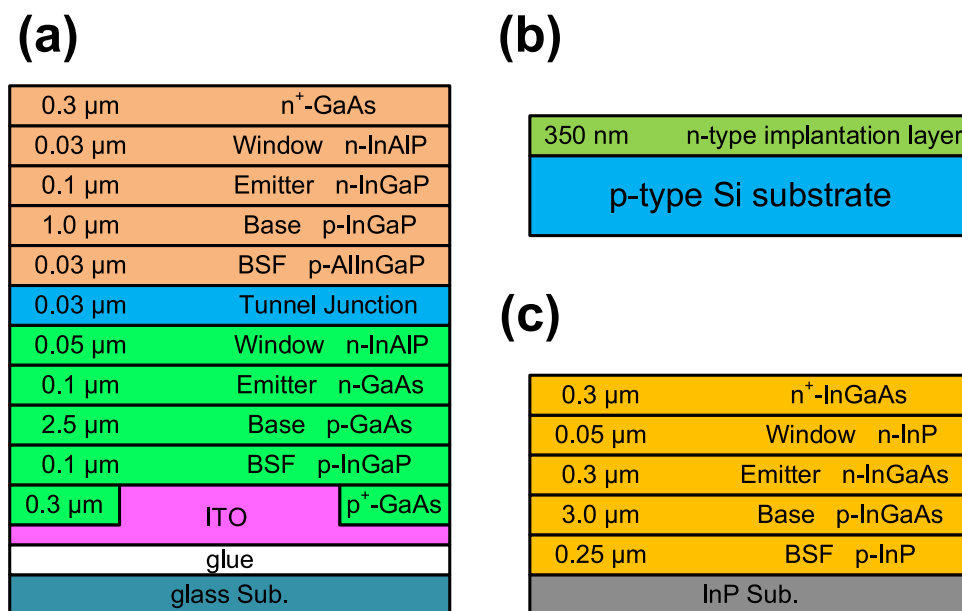 (a)
0.3 µm n⁺-GaAs
0.03 µm Window n-InAlP
0.1 µm Emitter n-InGaP
1.0 µm Base p-InGaP
0.03 µm BSF p-AlInGaP
0.03 µm Tunnel Junction
0.05 µm Window n-InAlP
0.1 µm Emitter n-GaAs
2.5 µm Base p-GaAs
0.1 µm BSF p-InGaP
0.3 µm p⁺-GaAs
ITO
glue
glass Sub.
(b)
350 nm n-type implantation layer
p-type Si substrate
(c)
0.3 µm n⁺-InGaAs
0.05 µm Window n-InP
0.3 µm Emitter n-InGaAs
3.0 µm Base p-InGaAs
0.25 µm BSF p-InP
InP Sub.